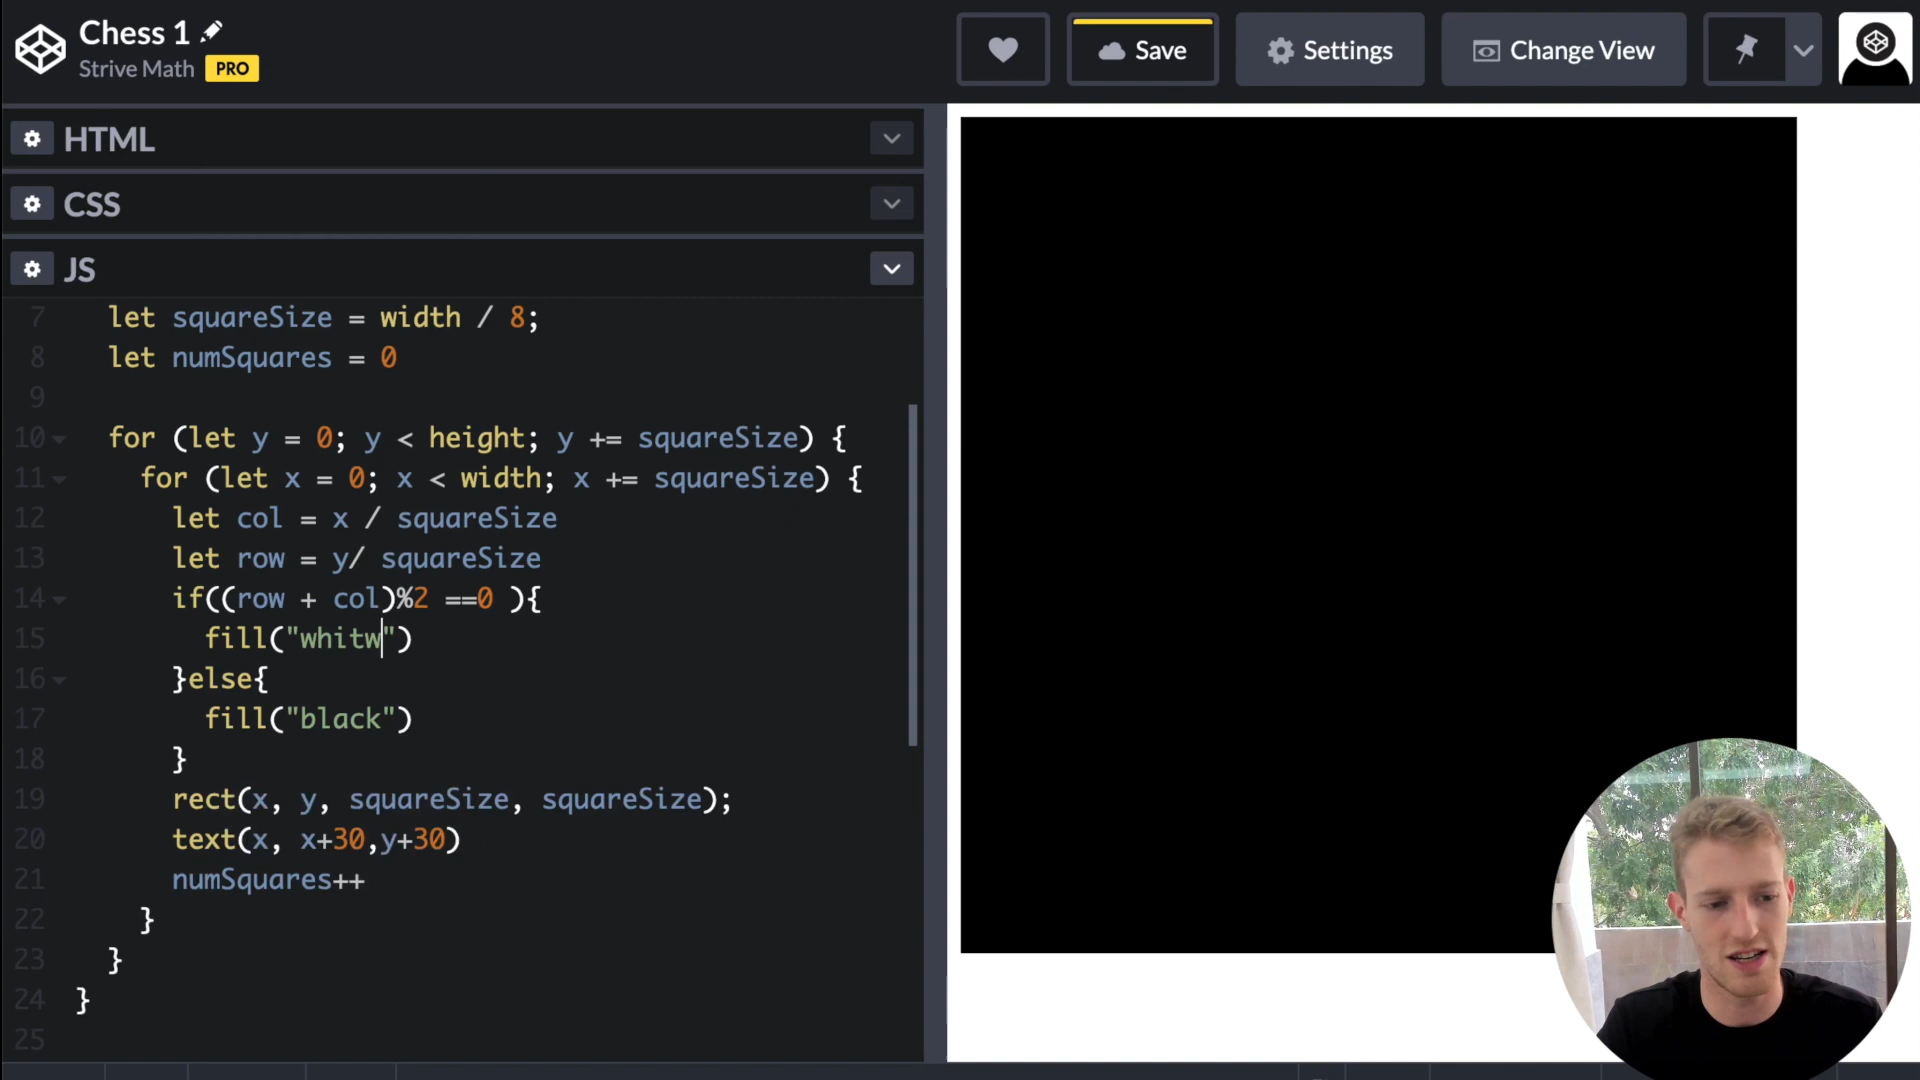 Chess 1
Strive Math PRO
Save
Settings
Change View
HTML
CSS
JS
7 let squareSize = width / 8;
8 let numSquares = 0
9
10 for (let y = 0; y < height; y += squareSize) {
11 for (let x = 0; x < width; x += squareSize) {
12 let col = x / squareSize
13 let row = y/ squareSize
14 if((row + col)%2 ==0 ){
15 fill("whitw")
16 }else{
17 fill("black")
18 }
19 rect(x, y, squareSize, squareSize);
20 text(x, x+30,y+30)
21 numSquares++
22 }
23 }
24 }
25